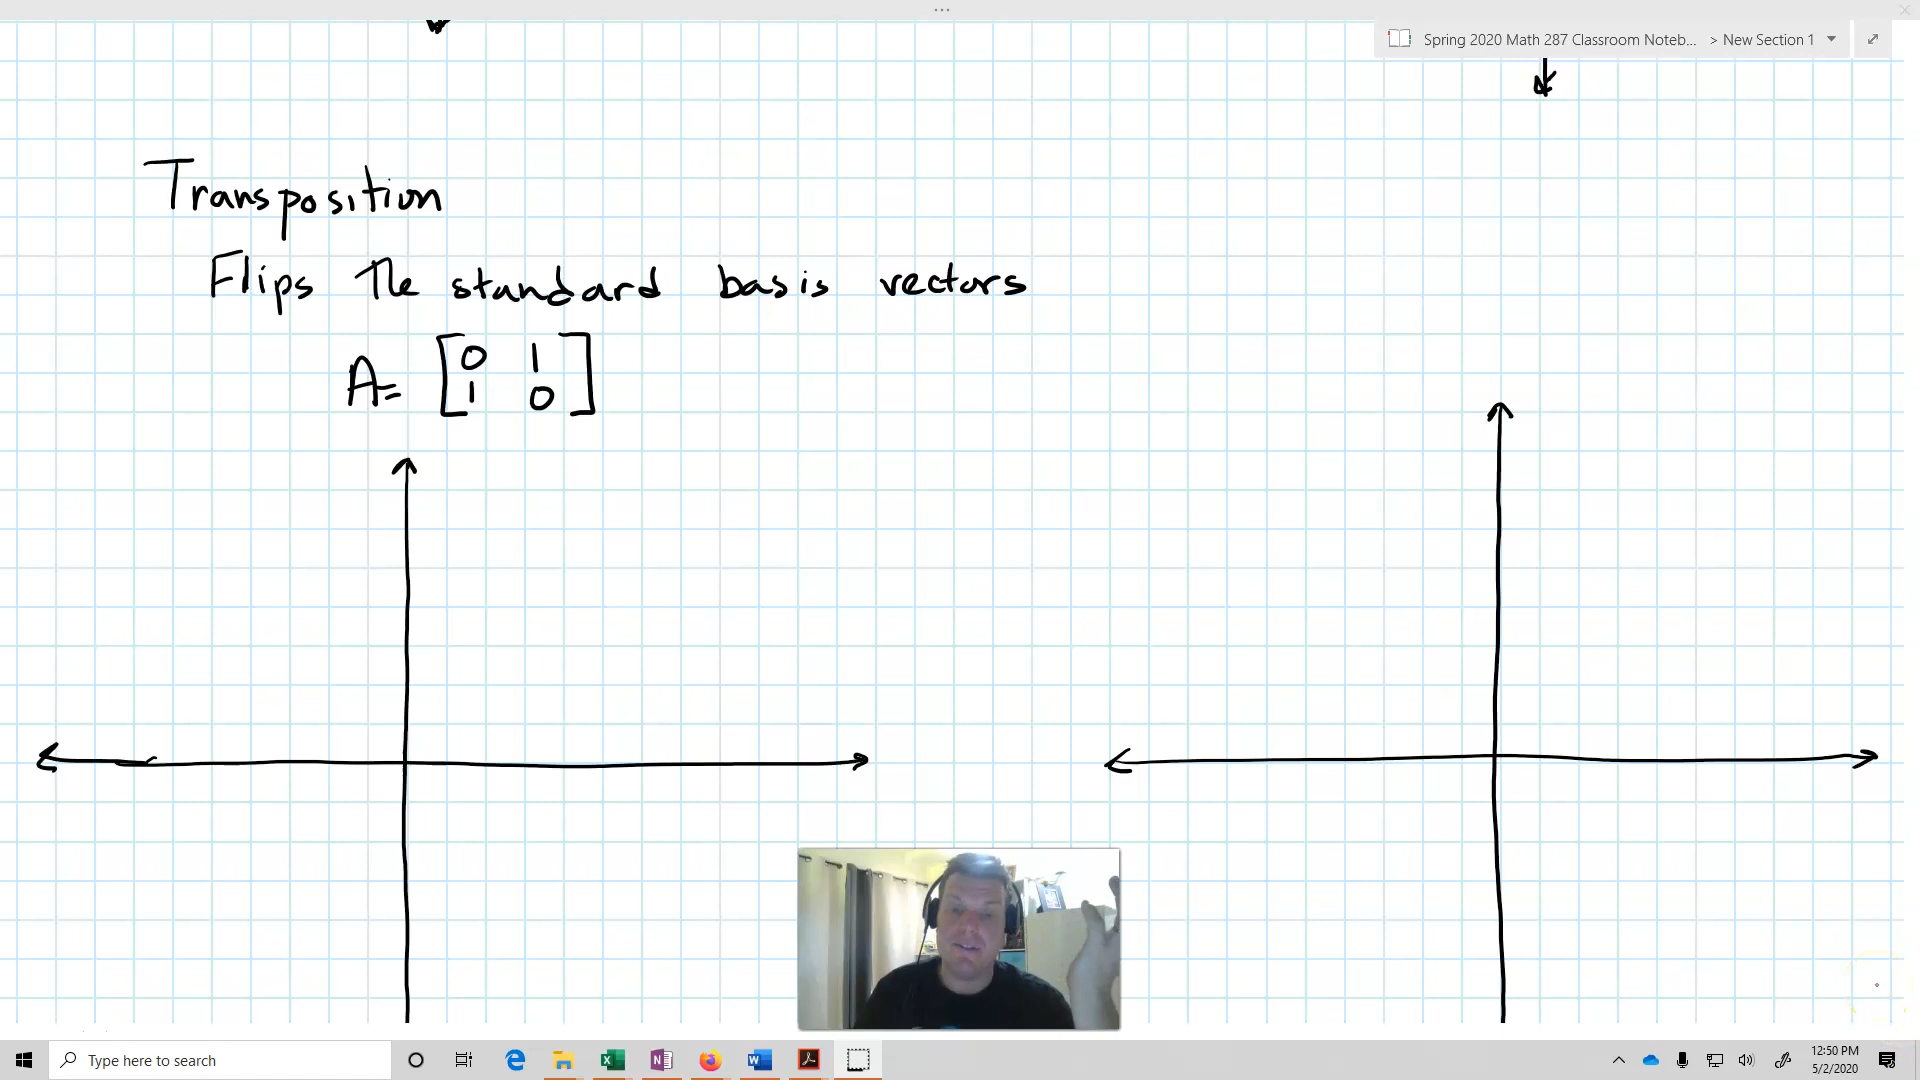 ...
Spring 2020 Math 287 Classroom Noteb... > New Section 1
Transposition
Flips The standard basis vectors
A= [0 1
1 0]
Type here to search
12:50 PM
5/2/2020